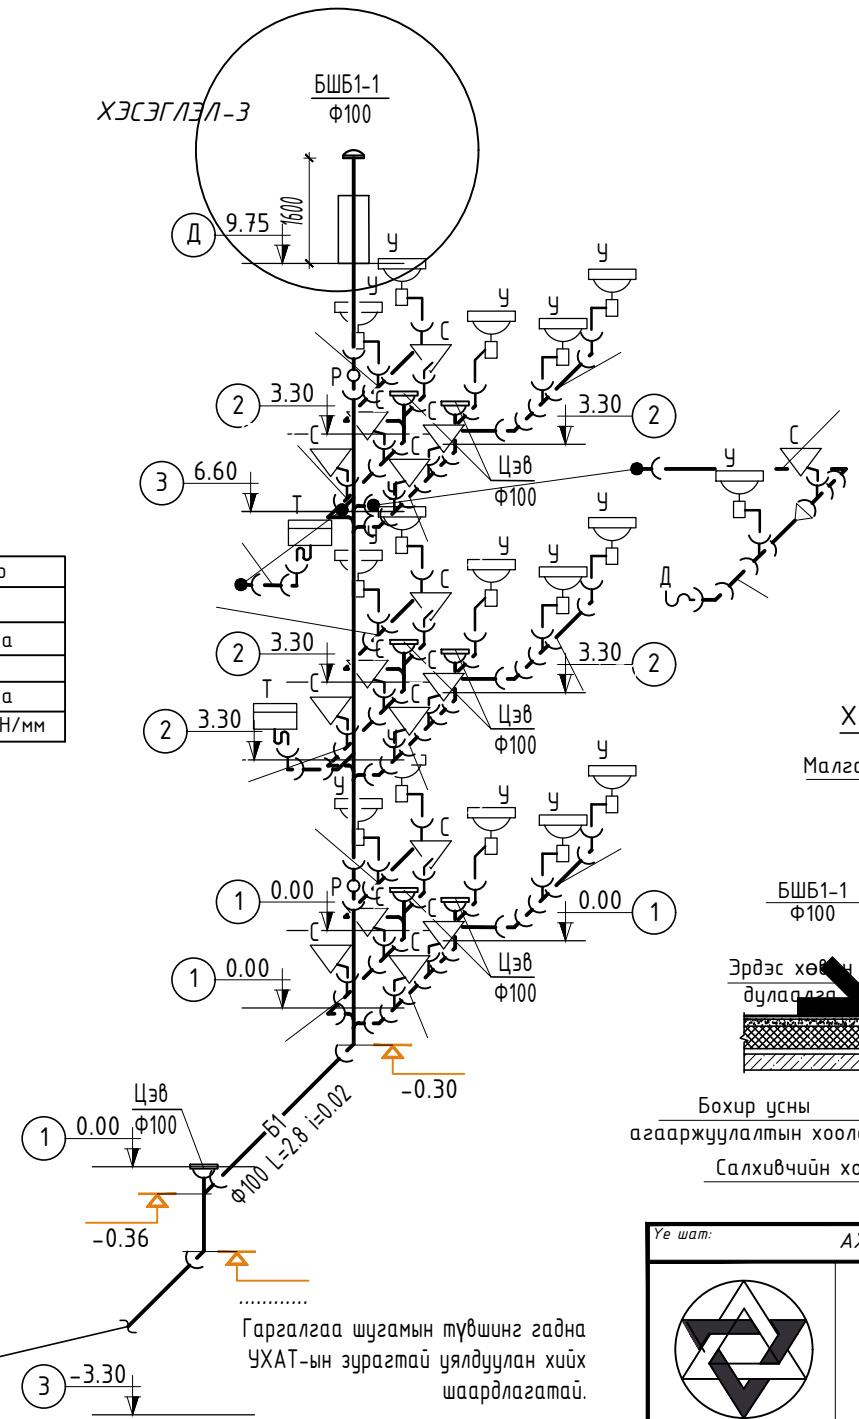 ХЭСЭГЛЭЛ-3
БШБ1-1
Ф100
1600
Д 9.75
У
У
У
У
У
С
Р
2 3.30
С
С
С
3.30 2
Цэв
Ф100
3 6.60
Т
У
С
Д
У
У
У
У
У
С
2 3.30
С
С
3.30 2
Цэв
Ф100
Т
2 3.30
а
а
Н/мм
У
У
У
У
С
Р
1 0.00
С
С
С
0.00 1
Цэв
Ф100
1 0.00
-0.30
Б1
Ф100 L=2.8 i=0.02
Цэв
Ф100
1 0.00
-0.36
............
Гаргалгаа шугамын түвшинг гадна
УХАТ-ын зурагтай уялдуулан хийх
шаардлагатай.
3 -3.30
Х
Малга
БШБ1-1
Ф100
Эрдэс хөвөн
дулаалга
Бохир усны
агааржуулалтын хоол
Салхивчийн хо
Үе шат: